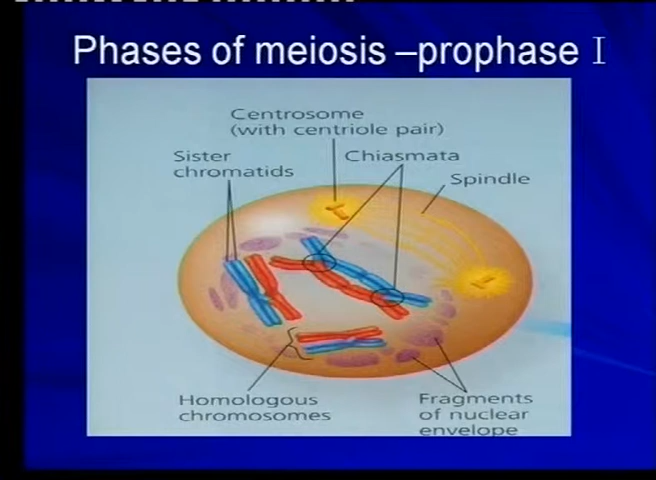 Phases of meiosis –prophase I
Centrosome
(with centriole pair)
Sister
chromatids
Chiasmata
Spindle
Homologous
chromosomes
Fragments
of nuclear
envelope